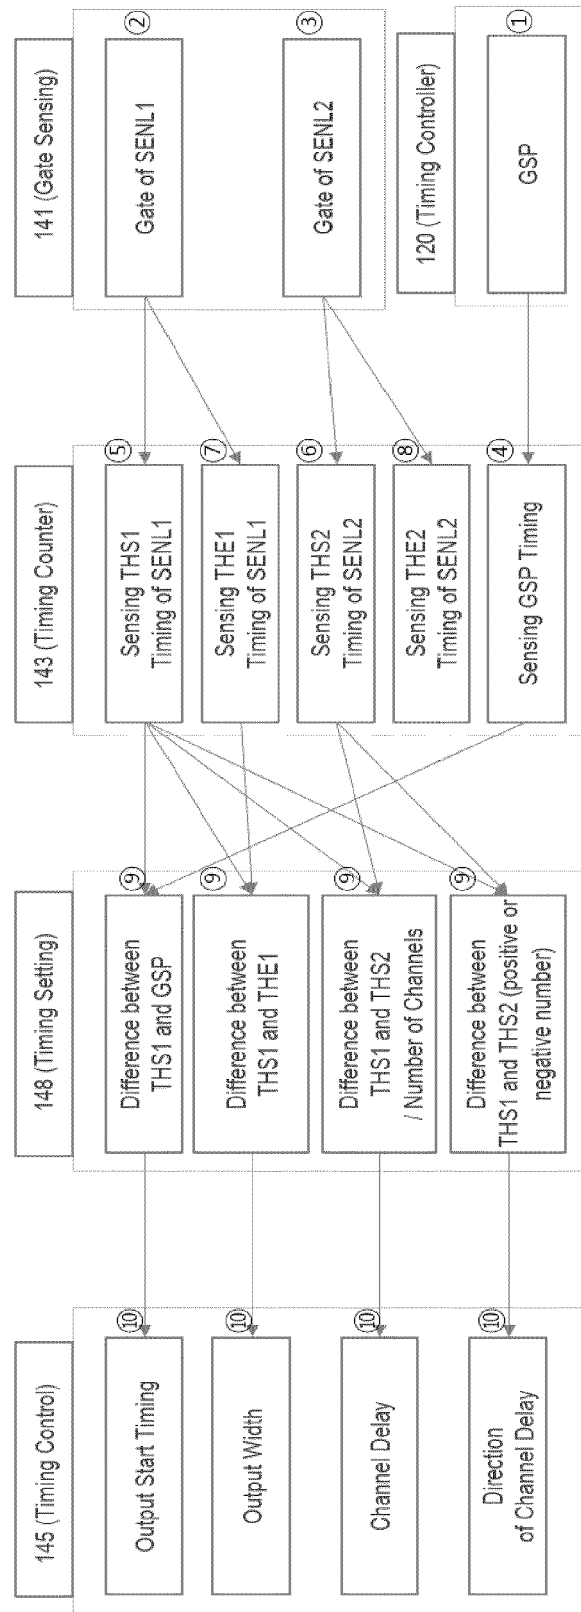 141 (Gate Sensing)
②
Gate of SENL1
③
Gate of SENL2
120 (Timing Controller)
①
GSP
143 (Timing Counter)
⑤
Sensing THS1
Timing of SENL1
⑦
Sensing THE1
Timing of SENL1
⑥
Sensing THS2
Timing of SENL2
⑧
Sensing THE2
Timing of SENL2
④
Sensing GSP Timing
148 (Timing Setting)
⑨
Difference between
THS1 and GSP
⑨
Difference between
THS1 and THE1
⑨
Difference between
THS1 and THS2
/ Number of Channels
⑨
Difference between
THS1 and THS2 (positive or
negative number)
145 (Timing Control)
⑩
Output Start Timing
⑩
Output Width
⑩
Channel Delay
⑩
Direction
of Channel Delay